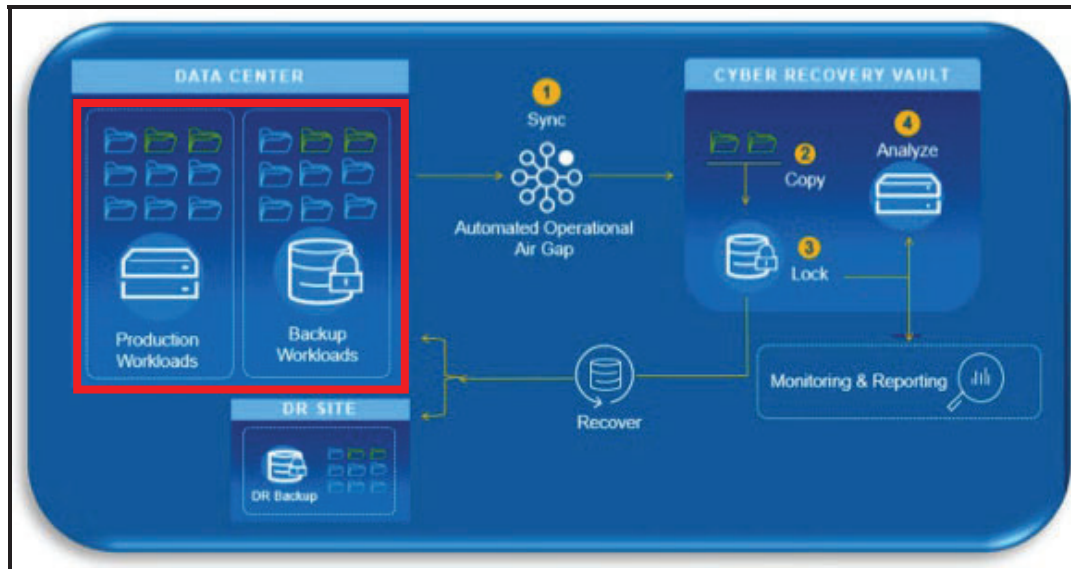 DATA CENTER
Production
Workloads
Backup
Workloads
1
Sync
Automated Operational
Air Gap
CYBER RECOVERY VAULT
2
Copy
3
Lock
4
Analyze
Monitoring & Reporting
Recover
DR SITE
DR Backup